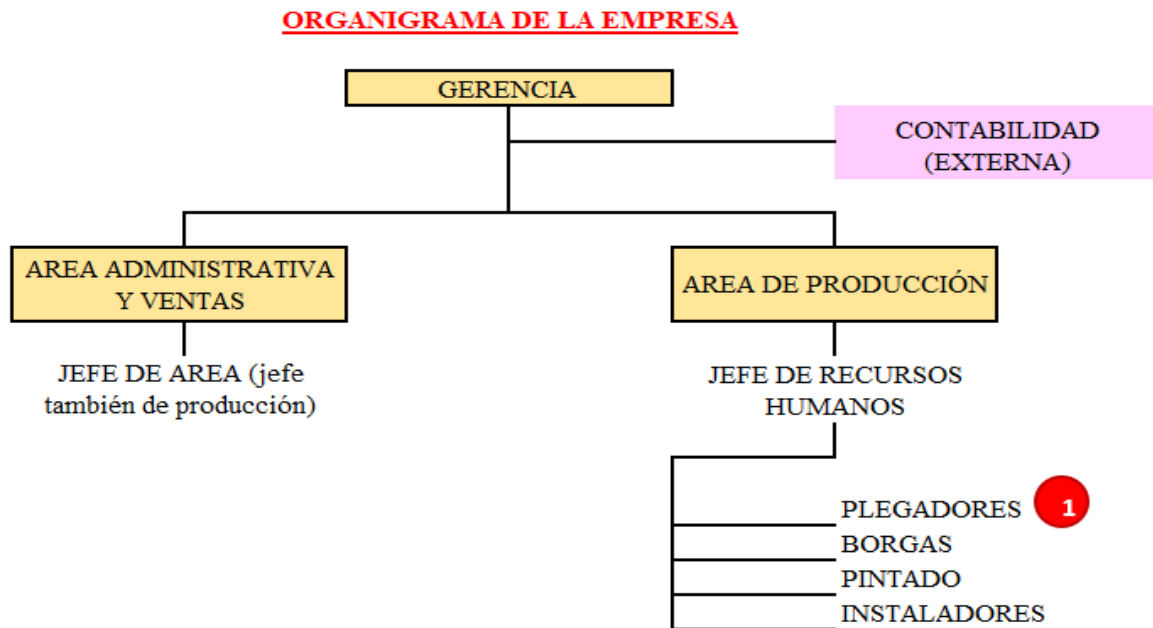 ORGANIGRAMA DE LA EMPRESA
GERENCIA
CONTABILIDAD
(EXTERNA)
AREA ADMINISTRATIVA
Y VENTAS
AREA DE PRODUCCIÓN
JEFE DE AREA (jefe
también de producción)
JEFE DE RECURSOS
HUMANOS
PLEGADORES 1
BORGAS
PINTADO
INSTALADORES